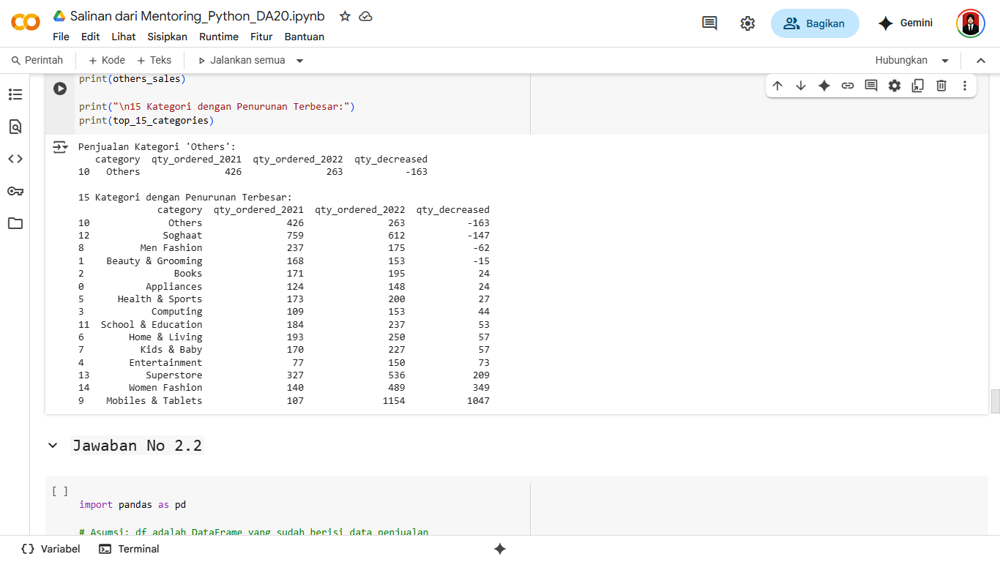 Salinan dari Mentoring_Python_DA20.ipynb
File Edit Lihat Sisipkan Runtime Fitur Bantuan
Bagikan
Gemini
Perintah + Kode + Teks Jalankan semua
Hubungkan
print(others_sales)
print("\n15 Kategori dengan Penurunan Terbesar:")
print(top_15_categories)
Penjualan Kategori 'Others':
category qty_ordered_2021 qty_ordered_2022 qty_decreased
10 Others 426 263 -163
15 Kategori dengan Penurunan Terbesar:
category qty_ordered_2021 qty_ordered_2022 qty_decreased
10 Others 426 263 -163
12 Soghaat 759 612 -147
8 Men Fashion 237 175 -62
1 Beauty & Grooming 168 153 -15
2 Books 171 195 24
0 Appliances 124 148 24
5 Health & Sports 173 200 27
3 Computing 109 153 44
11 School & Education 184 237 53
6 Home & Living 193 250 57
7 Kids & Baby 170 227 57
4 Entertainment 77 150 73
13 Superstore 327 536 209
14 Women Fashion 140 489 349
9 Mobiles & Tablets 107 1154 1047
Jawaban No 2.2
[ ]
import pandas as pd
# Asumsi: df adalah DataFrame yang sudah berisi data penjualan
Variabel Terminal